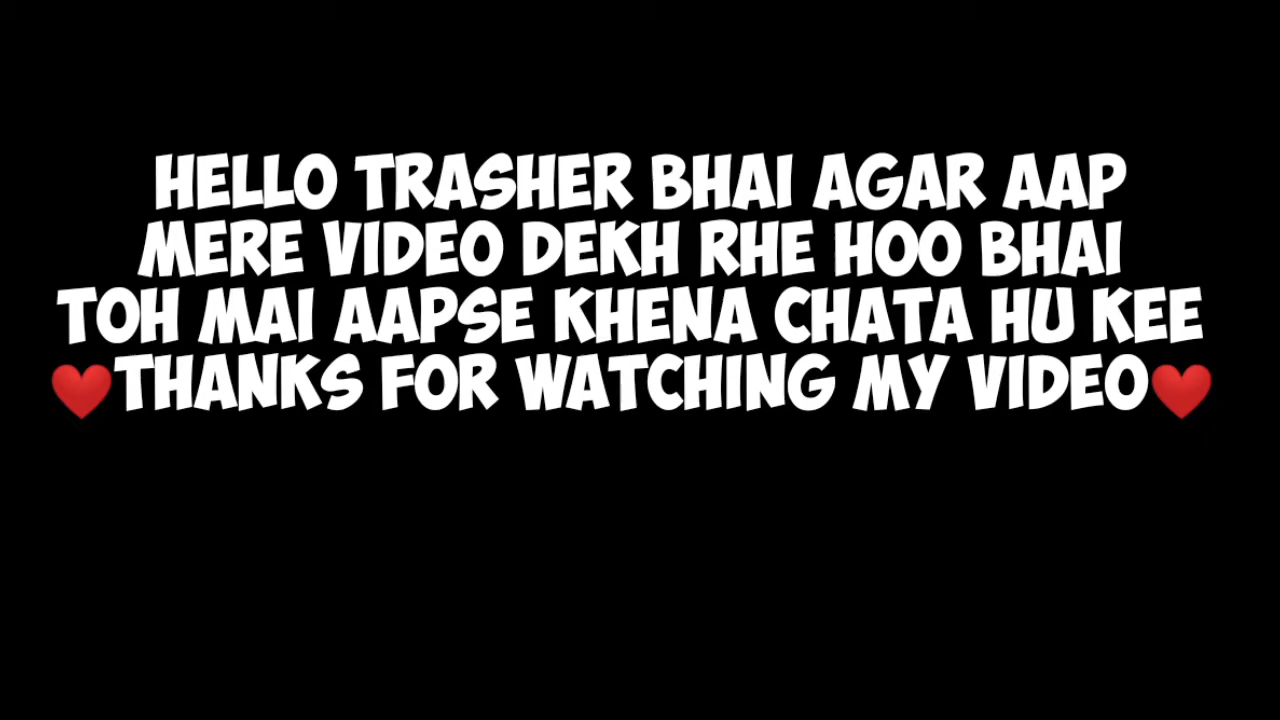 HELLO TRASHER BHAI AGAR AAP
MERE VIDEO DEKH RHE HOO BHAI
TOH MAI AAPSE KHENA CHATA HU KEE
❤️THANKS FOR WATCHING MY VIDEO❤️